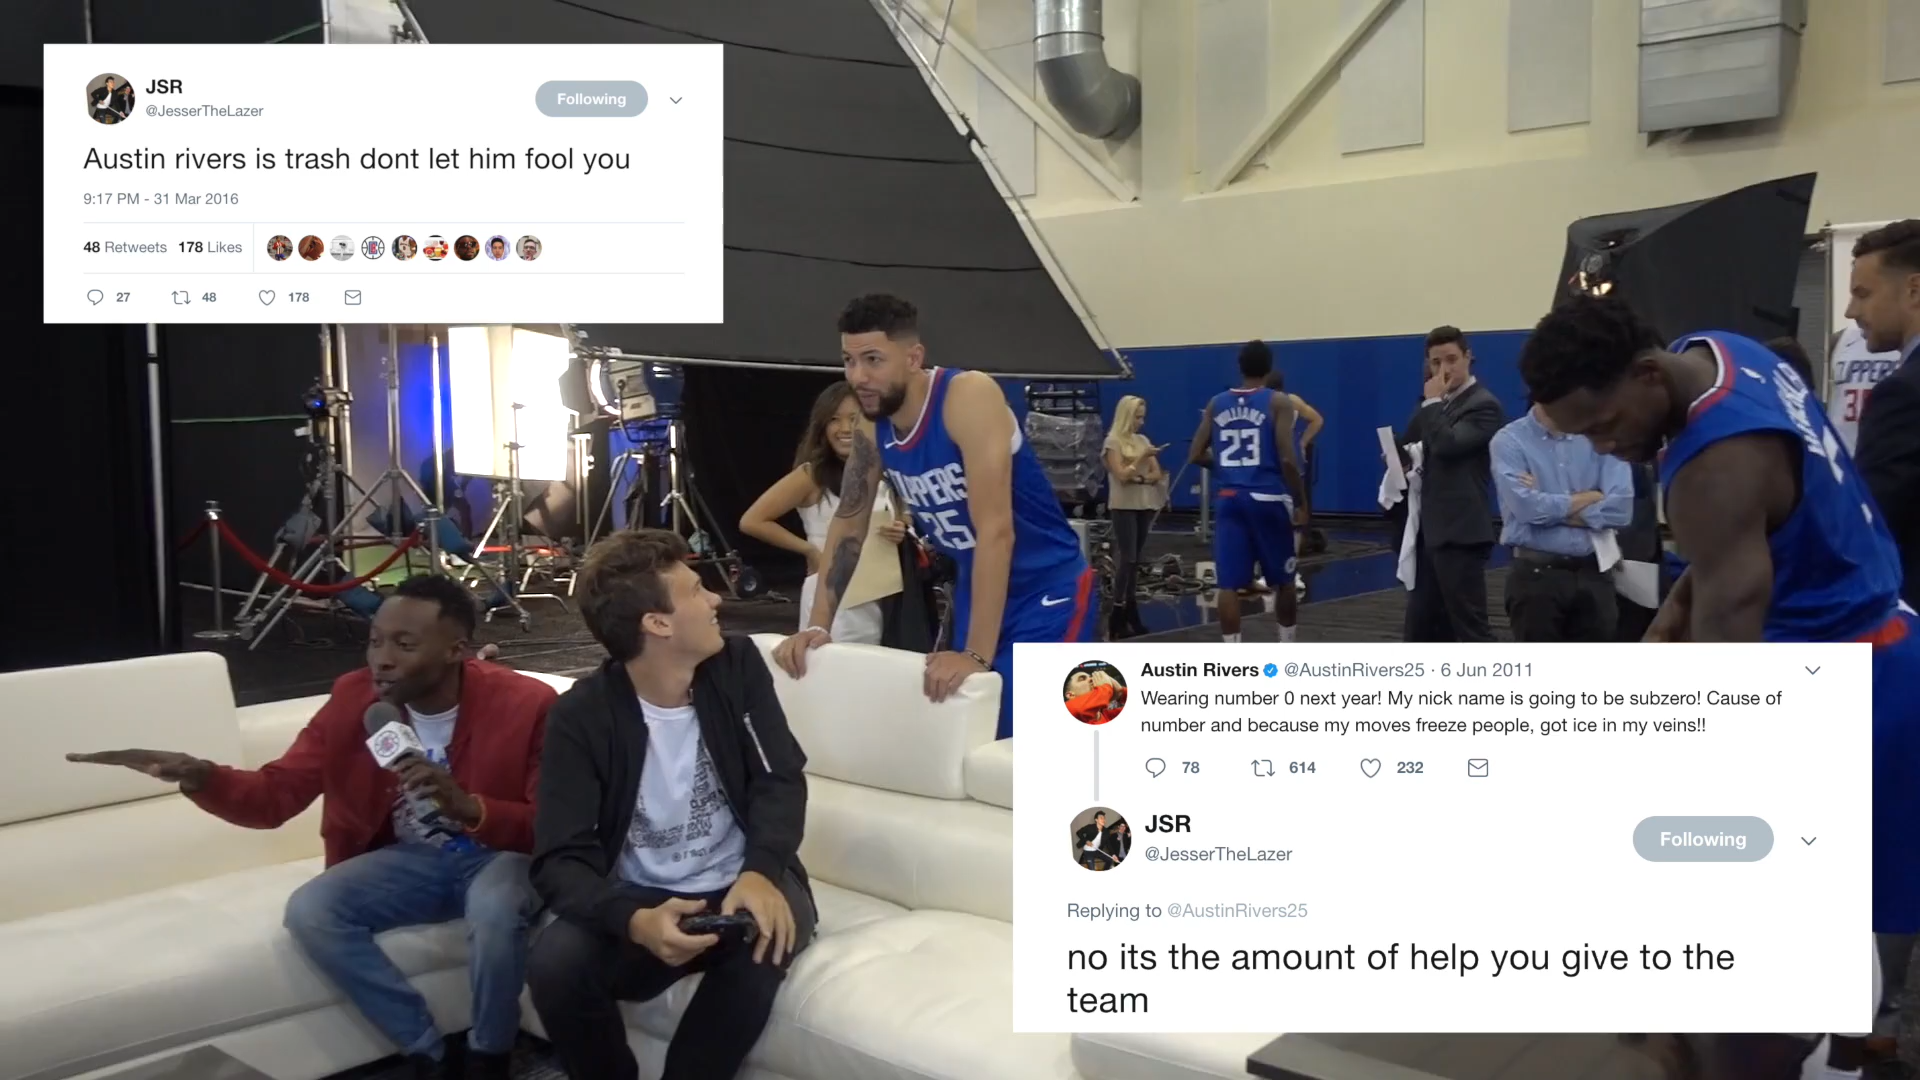 JSR
@JesserTheLazer
Following
Austin rivers is trash dont let him fool you
9:17 PM - 31 Mar 2016
48 Retweets 178 Likes
27 48 178
CLIPPERS
25
WILLIAMS
23
CLIPPERS
Austin Rivers @AustinRivers25 · 6 Jun 2011
Wearing number 0 next year! My nick name is going to be subzero! Cause of
number and because my moves freeze people, got ice in my veins!!
78 614 232
JSR
@JesserTheLazer
Following
Replying to @AustinRivers25
no its the amount of help you give to the
team